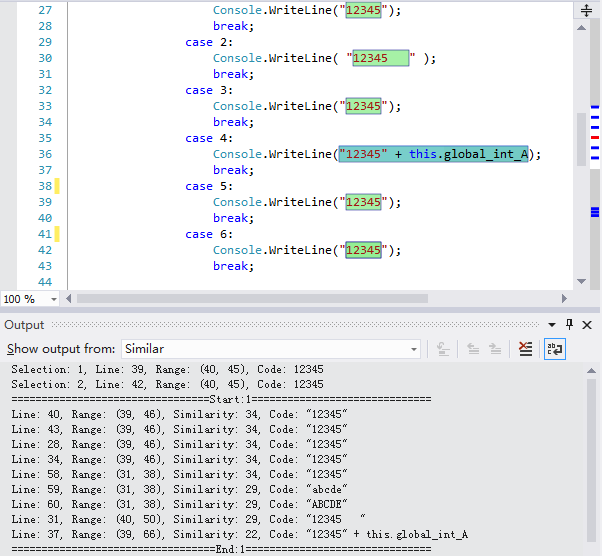 27 Console.WriteLine("12345");
28 break;
29 case 2:
30 Console.WriteLine( "12345   " );
31 break;
32 case 3:
33 Console.WriteLine("12345");
34 break;
35 case 4:
36 Console.WriteLine("12345" + this.global_int_A);
37 break;
38 case 5:
39 Console.WriteLine("12345");
40 break;
41 case 6:
42 Console.WriteLine("12345");
43 break;
44
100 %
Output
Show output from: Similar
Selection: 1, Line: 39, Range: (40, 45), Code: 12345
Selection: 2, Line: 42, Range: (40, 45), Code: 12345
=================================Start:1==============================
Line: 40, Range: (39, 46), Similarity: 34, Code: "12345"
Line: 43, Range: (39, 46), Similarity: 34, Code: "12345"
Line: 28, Range: (39, 46), Similarity: 34, Code: "12345"
Line: 34, Range: (39, 46), Similarity: 34, Code: "12345"
Line: 58, Range: (31, 38), Similarity: 34, Code: "12345"
Line: 59, Range: (31, 38), Similarity: 29, Code: "abcde"
Line: 60, Range: (31, 38), Similarity: 29, Code: "ABCDE"
Line: 31, Range: (40, 50), Similarity: 29, Code: "12345   "
Line: 37, Range: (39, 66), Similarity: 22, Code: "12345" + this.global_int_A
==================================End:1===============================